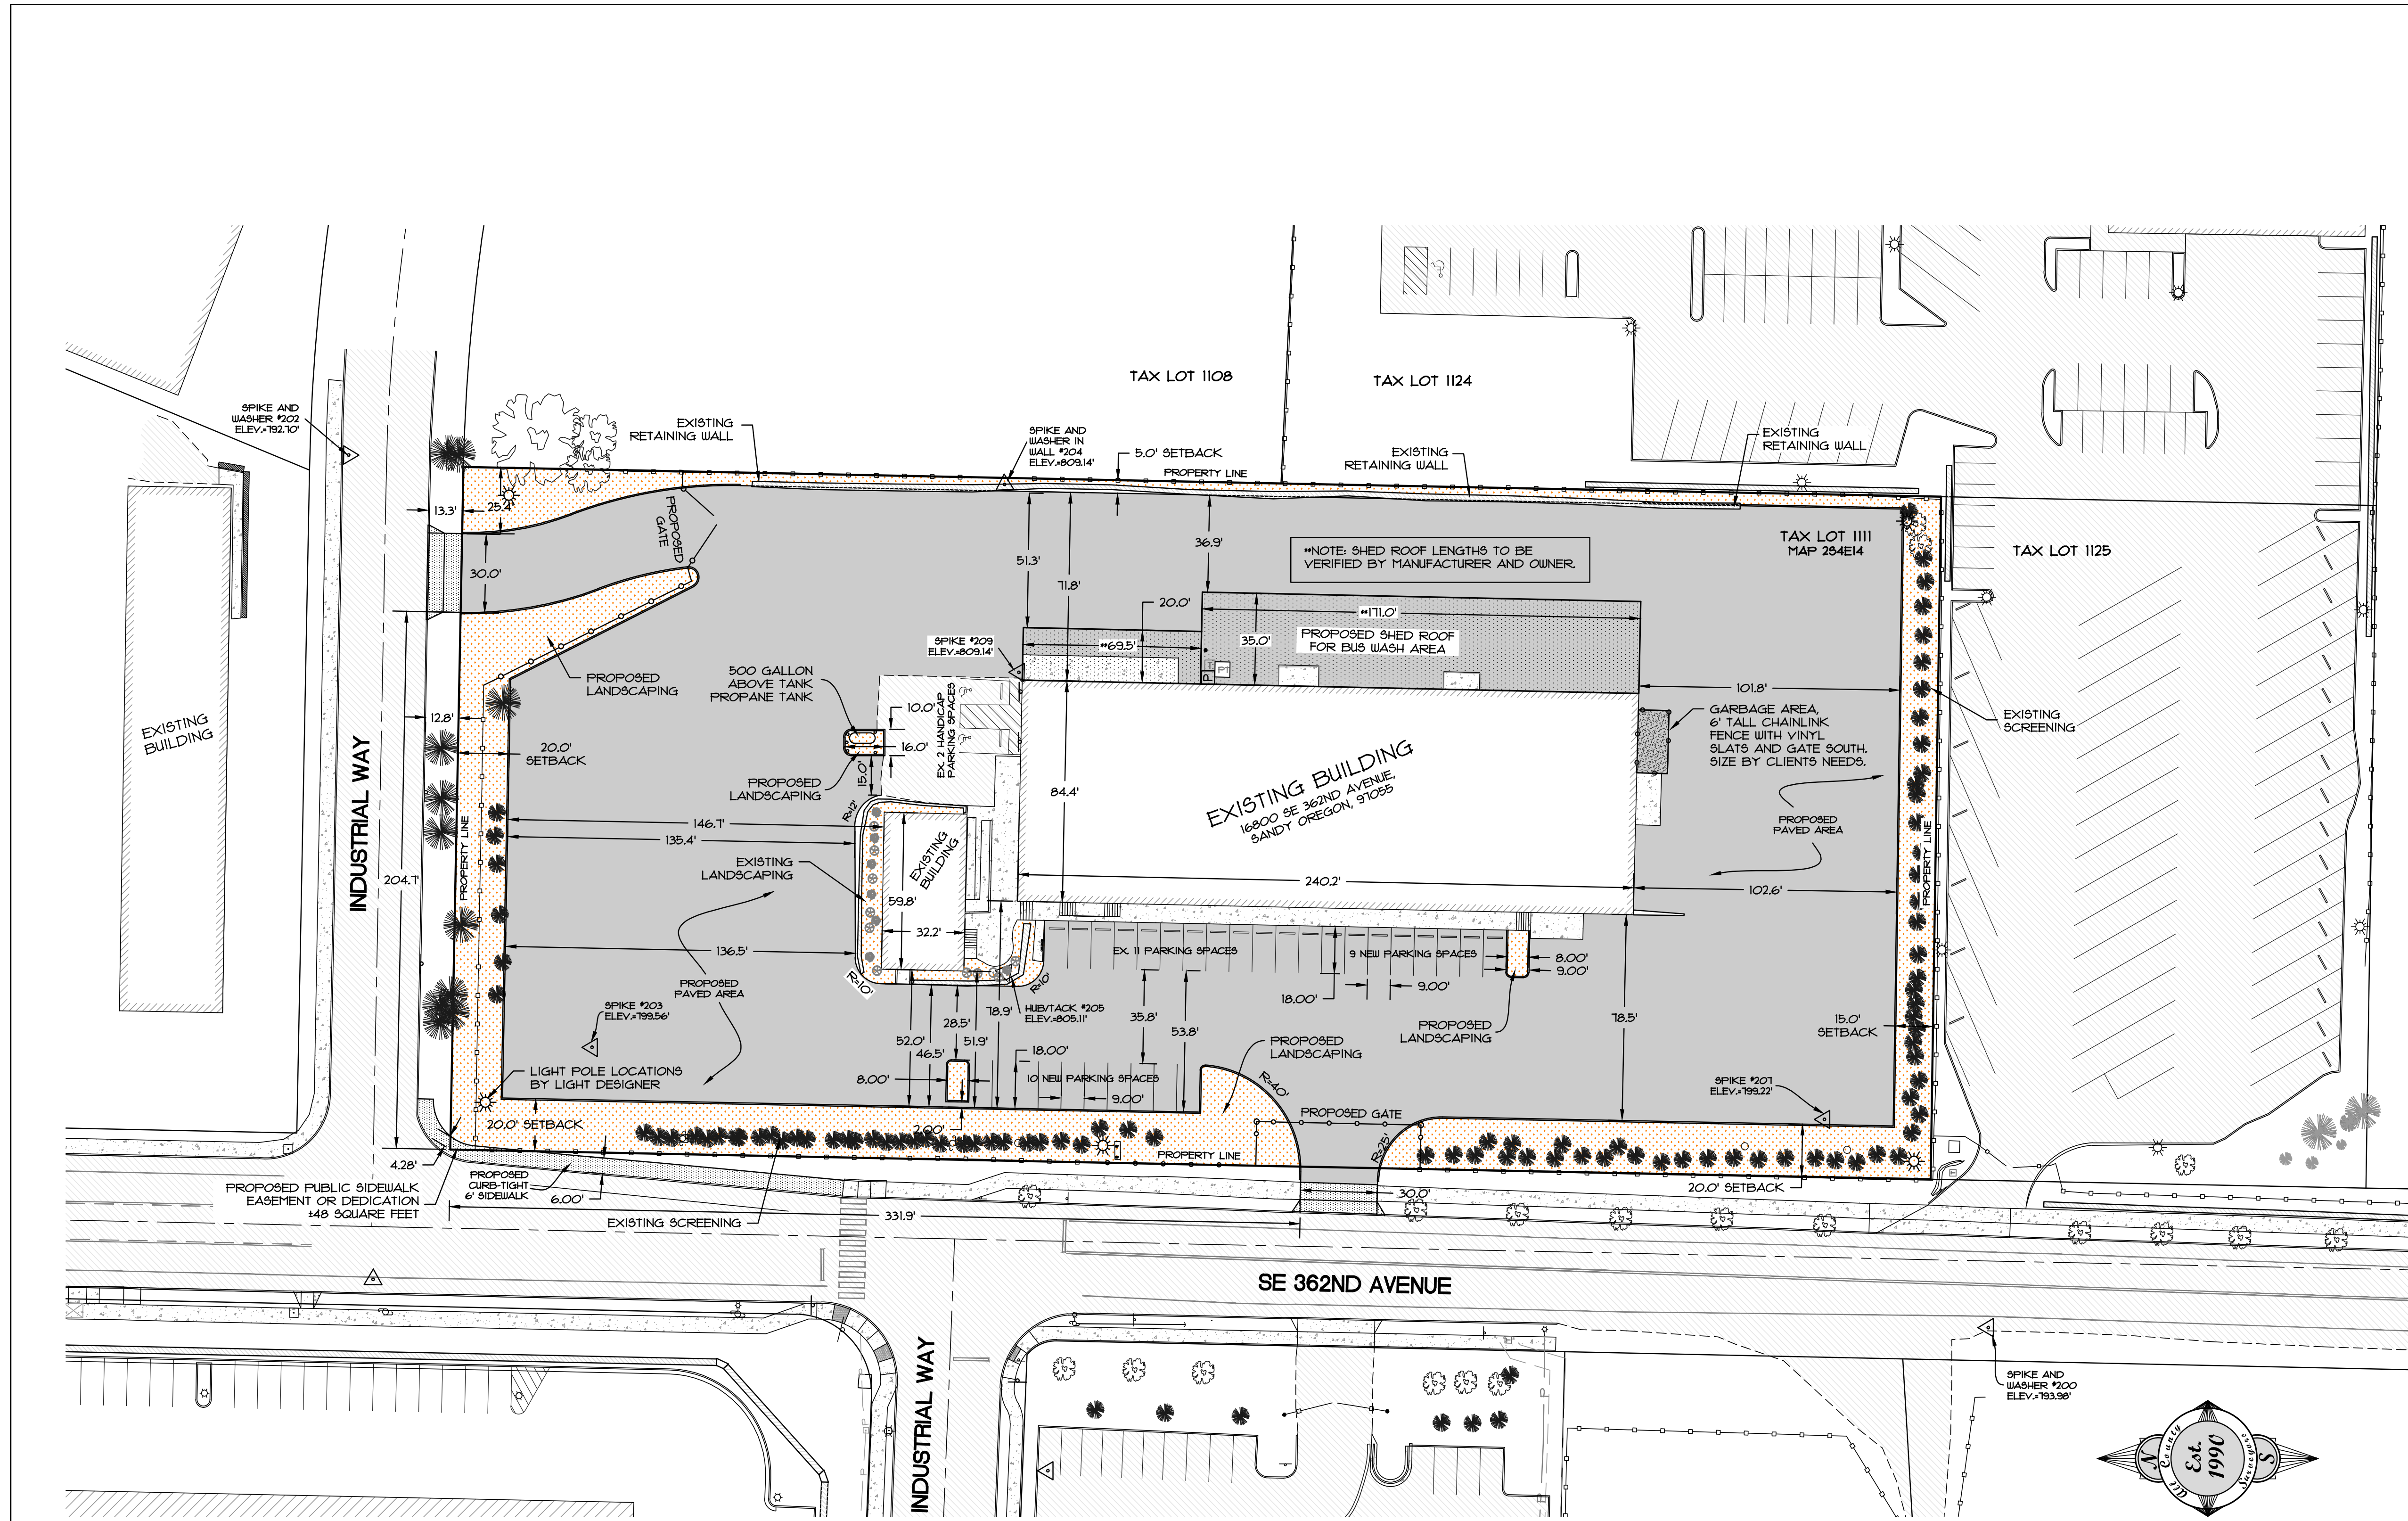 TAX LOT 1108
TAX LOT 1124
SPIKE AND
WASHER #202
ELEV.=792.70'
EXISTING
RETAINING WALL
SPIKE AND
WASHER IN
WALL #204
ELEV.=809.14'
5.0' SETBACK
PROPERTY LINE
EXISTING
RETAINING WALL
EXISTING
RETAINING WALL
13.3'
25.4'
PROPOSED
GATE
30.0'
51.3'
71.8'
36.9'
**NOTE: SHED ROOF LENGTHS TO BE
VERIFIED BY MANUFACTURER AND OWNER.
TAX LOT 1111
MAP 2S4E14
TAX LOT 1125
20.0'
**171.0'
SPIKE #209
ELEV.=809.14'
**69.5'
35.0'
PROPOSED SHED ROOF
FOR BUS WASH AREA
P
PT
PROPOSED
LANDSCAPING
500 GALLON
ABOVE TANK
PROPANE TANK
10.0'
16.0'
EX. 2 HANDICAP
PARKING SPACES
101.8'
GARBAGE AREA,
6' TALL CHAINLINK
FENCE WITH VINYL
SLATS AND GATE SOUTH.
SIZE BY CLIENTS NEEDS.
EXISTING
SCREENING
EXISTING
BUILDING
12.8'
20.0'
SETBACK
INDUSTRIAL WAY
PROPOSED
LANDSCAPING
15.0'
R=12'
84.4'
EXISTING BUILDING
16800 SE 362ND AVENUE,
SANDY OREGON, 97055
PROPOSED
PAVED AREA
PROPERTY LINE
146.7'
135.4'
EXISTING
LANDSCAPING
EXISTING
BUILDING
PROPERTY LINE
204.7'
240.2'
102.6'
59.8'
32.2'
136.5'
EX. 11 PARKING SPACES
9 NEW PARKING SPACES
8.00'
9.00'
R=10'
R=10'
PROPOSED
PAVED AREA
18.00'
9.00'
SPIKE #203
ELEV.=799.56'
HUB/TACK #205
ELEV.=805.11'
78.9'
28.5'
35.8'
53.8'
52.0'
46.5'
51.9'
PROPOSED
LANDSCAPING
78.5'
15.0'
SETBACK
PROPOSED
LANDSCAPING
18.00'
LIGHT POLE LOCATIONS
BY LIGHT DESIGNER
8.00'
10 NEW PARKING SPACES
9.00'
R=40'
SPIKE #207
ELEV.=799.22'
PROPOSED GATE
20.0' SETBACK
2.00'
R=25'
PROPERTY LINE
4.28'
PROPOSED
CURB-TIGHT
6' SIDEWALK
6.00'
PROPOSED PUBLIC SIDEWALK
EASEMENT OR DEDICATION
±48 SQUARE FEET
20.0' SETBACK
30.0'
EXISTING SCREENING
331.9'
SE 362ND AVENUE
INDUSTRIAL WAY
SPIKE AND
WASHER #200
ELEV.=793.98'
N
All County
Surveyors
Est.
1990
S